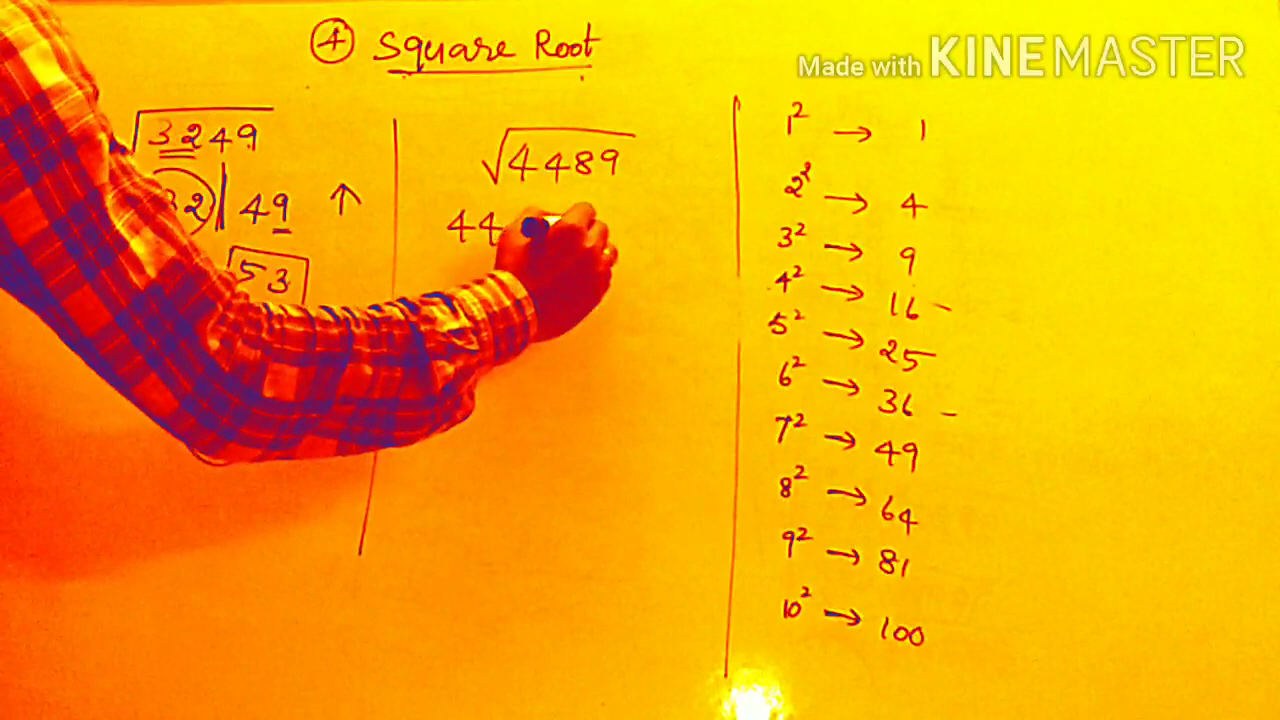 ④ Square Root
Made with KINEMASTER
√3249
32 | 49 ↑
53
√4489
44
1² → 1
2² → 4
3² → 9
4² → 16 -
5² → 25
6² → 36 -
7² → 49
8² → 64
9² → 81
10² → 100